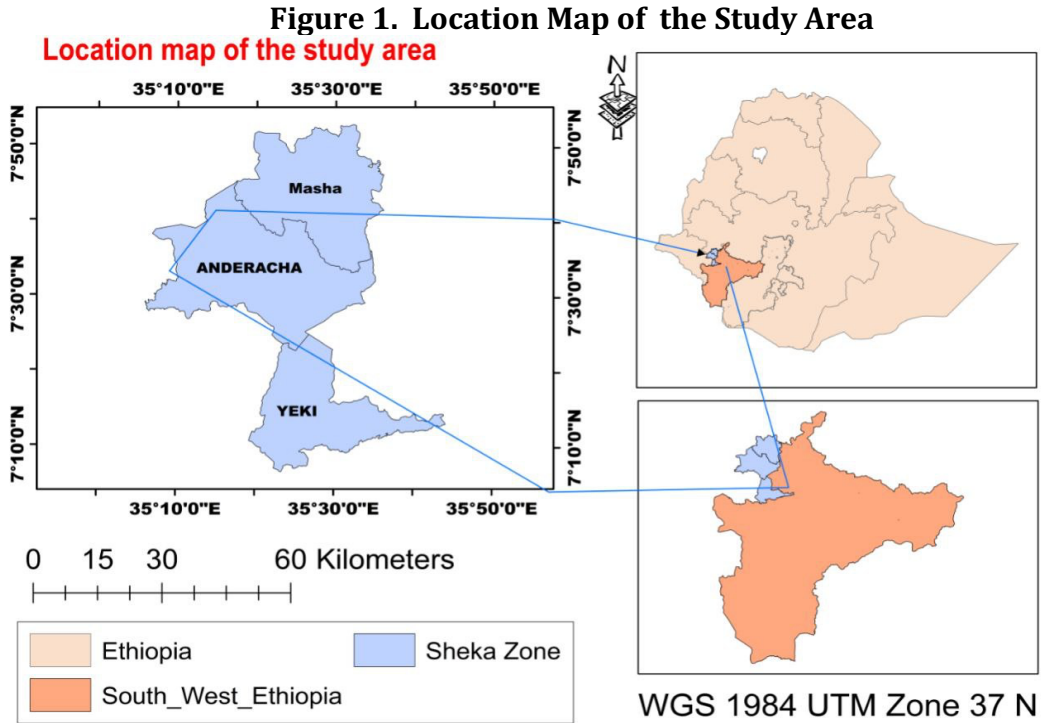 Figure 1.  Location Map of  the Study Area
Location map of the study area
35°10'0"E 35°30'0"E 35°50'0"E
N
7°50'0"N
7°50'0"N
Masha
ANDERACHA
7°30'0"N
7°30'0"N
YEKI
7°10'0"N
7°10'0"N
35°10'0"E 35°30'0"E 35°50'0"E
0 15 30 60 Kilometers
Ethiopia
Sheka Zone
South_West_Ethiopia
WGS 1984 UTM Zone 37 N